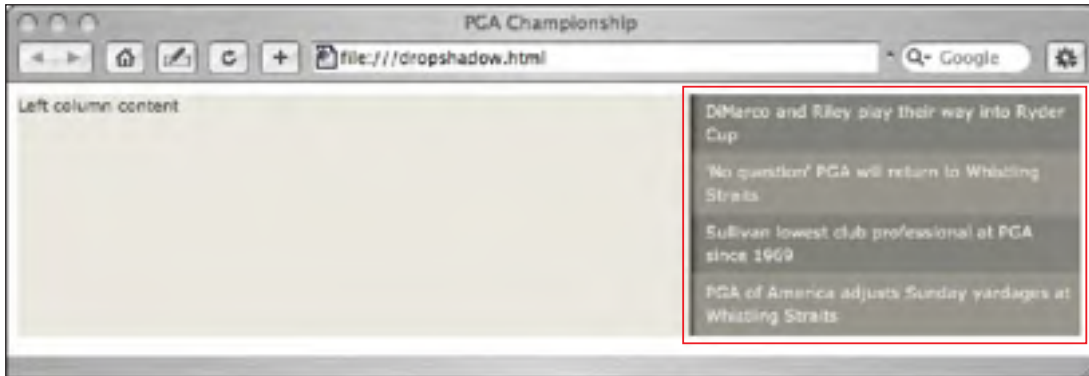 PGA Championship
file:///dropshadow.html
Google
Left column content
DiMarco and Riley play their way into Ryder
Cup
'No question' PGA will return to Whistling
Straits
Sullivan lowest club professional at PGA
since 1969
PGA of America adjusts Sunday yardages at
Whistling Straits